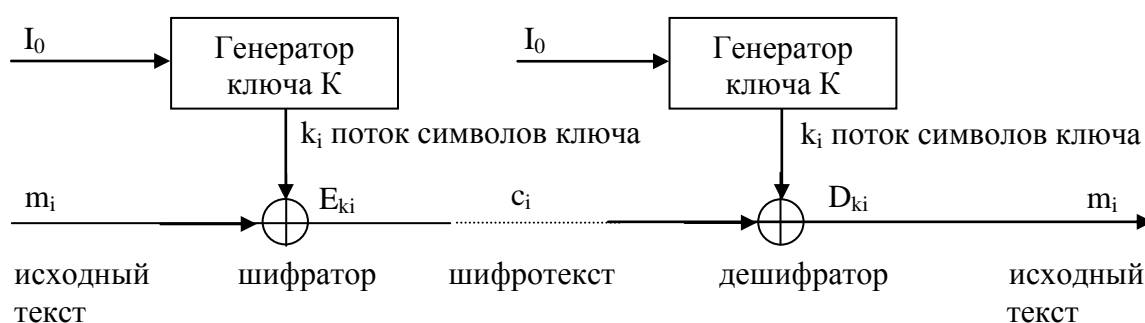 I₀
Генератор
ключа K
I₀
Генератор
ключа K
kᵢ поток символов ключа
kᵢ поток символов ключа
mᵢ
Eₖᵢ
cᵢ
Dₖᵢ
mᵢ
исходный
текст
шифратор
шифротекст
дешифратор
исходный
текст